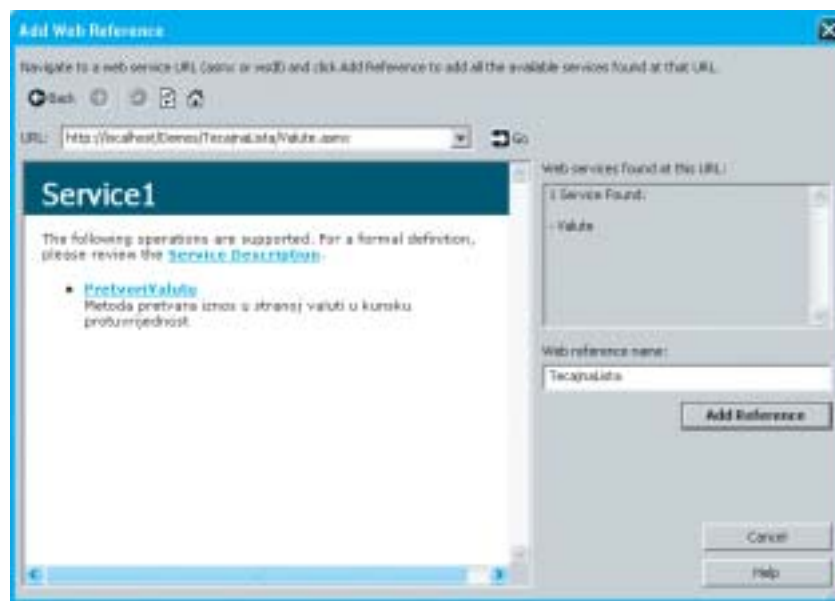 Add Web Reference
Navigate to a web service URL (asmx or wsdl) and click Add Reference to add all the available services found at that URL.
Back
URL: http://localhost/Demos/TecajnaLista/Valute.asmx Go
Service1
The following operations are supported. For a formal definition,
please review the Service Description.
• PretvoriValutu
Metoda pretvara iznos u stranoj valuti u kunsku
protuvrijednost
Web services found at this URL:
1 Service Found:
- Valute
Web reference name:
TecajnaLista
Add Reference
Cancel
Help